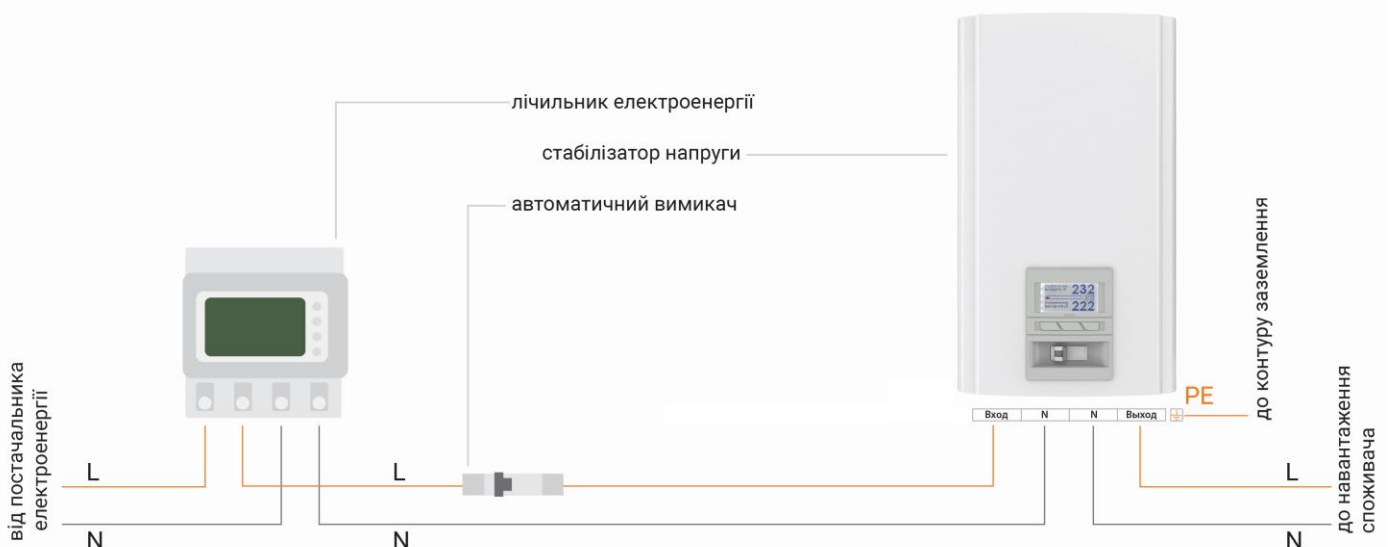 лічильник електроенергії
стабілізатор напруги
автоматичний вимикач
232
222
до контуру заземлення
PE
Вход N N Выход
від постачальника
електроенергії
L
L
L
N
N
N
до навантаження
споживача